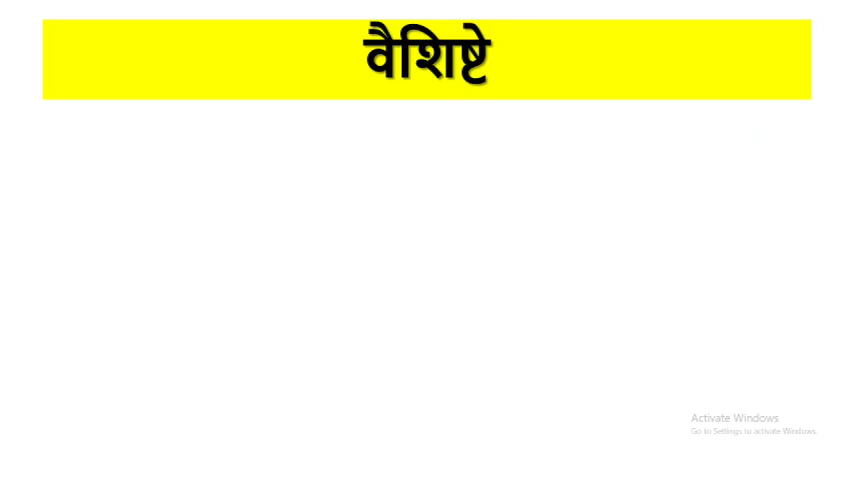 वैशिष्टे
Activate Windows
Go to Settings to activate Windows.